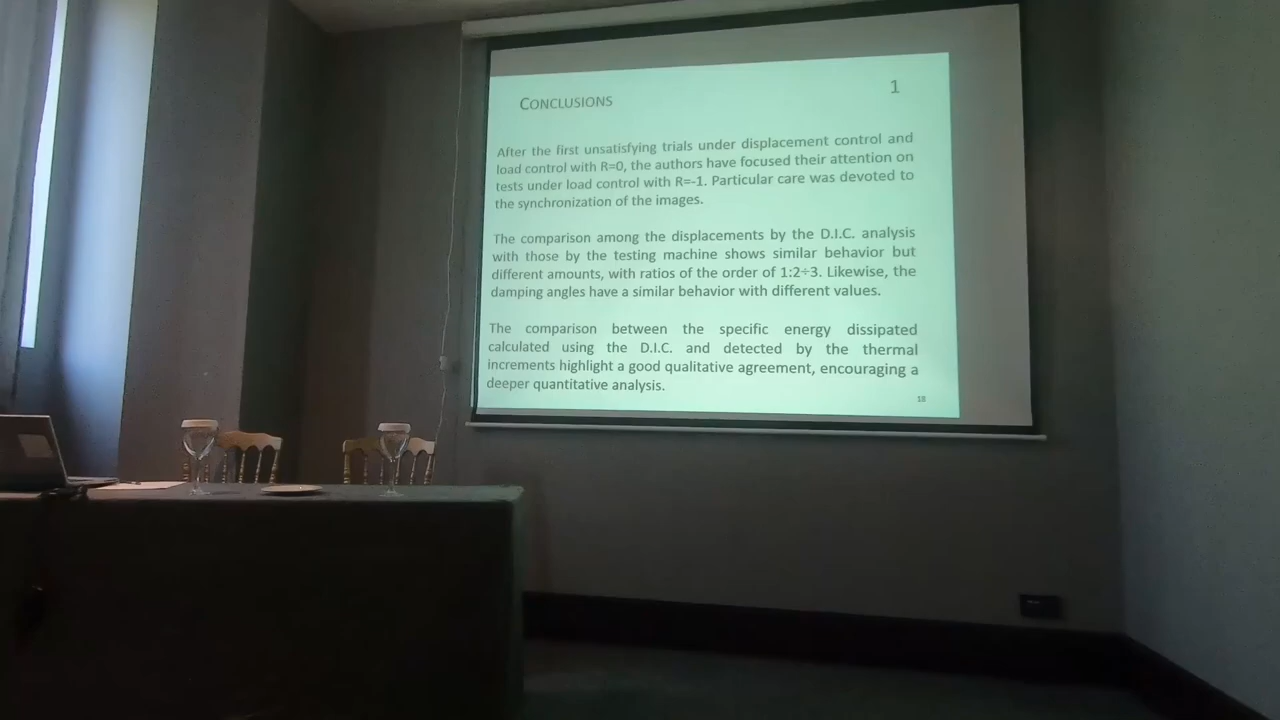 CONCLUSIONS
1
After the first unsatisfying trials under displacement control and
load control with R=0, the authors have focused their attention on
tests under load control with R=-1. Particular care was devoted to
the synchronization of the images.
The comparison among the displacements by the D.I.C. analysis
with those by the testing machine shows similar behavior but
different amounts, with ratios of the order of 1:2÷3. Likewise, the
damping angles have a similar behavior with different values.
The comparison between the specific energy dissipated
calculated using the D.I.C. and detected by the thermal
increments highlight a good qualitative agreement, encouraging a
deeper quantitative analysis.
18